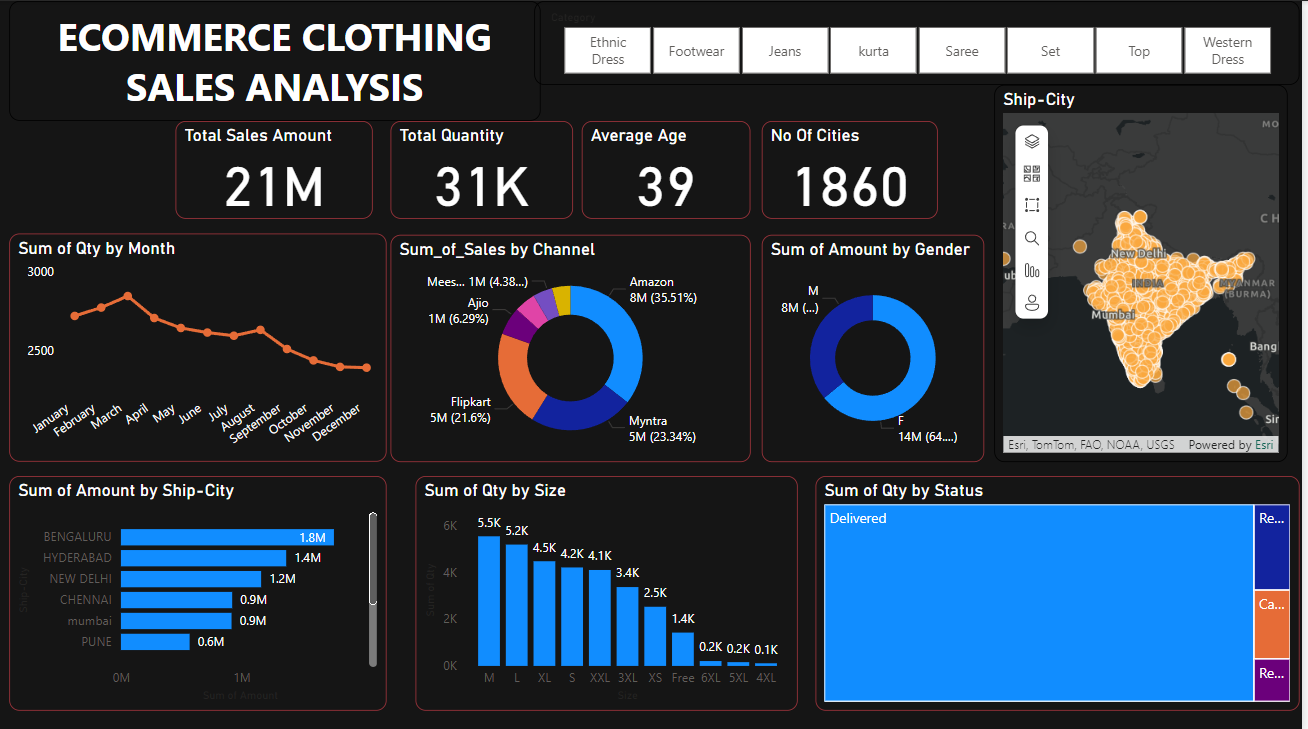 ECOMMERCE CLOTHING
SALES ANALYSIS
Category
Ethnic
Dress
Footwear
Jeans
kurta
Saree
Set
Top
Western
Dress
Total Sales Amount
21M
Total Quantity
31K
Average Age
39
No Of Cities
1860
Ship-City
MO
CH
New Delhi
INDIA
MYANMAR
(BURMA)
Mumbai
Bang
Sir
Esri, TomTom, FAO, NOAA, USGS
Powered by Esri
Sum of Qty by Month
3000
2500
January
February
March
April
May
June
July
August
September
October
November
December
Sum_of_Sales by Channel
Mees... 1M (4.38...)
Ajio
1M (6.29%)
Flipkart
5M (21.6%)
Amazon
8M (35.51%)
Myntra
5M (23.34%)
Sum of Amount by Gender
M
8M (...)
F
14M (64....)
Sum of Amount by Ship-City
Ship-City
BENGALURU
1.8M
HYDERABAD
1.4M
NEW DELHI
1.2M
CHENNAI
0.9M
mumbai
0.9M
PUNE
0.6M
0M
1M
Sum of Amount
Sum of Qty by Size
Sum of Qty
6K
4K
2K
0K
5.5K
5.2K
4.5K
4.2K
4.1K
3.4K
2.5K
1.4K
0.2K
0.2K
0.1K
M
L
XL
S
XXL
3XL
XS
Free
6XL
5XL
4XL
Size
Sum of Qty by Status
Delivered
Re...
Ca...
Re...